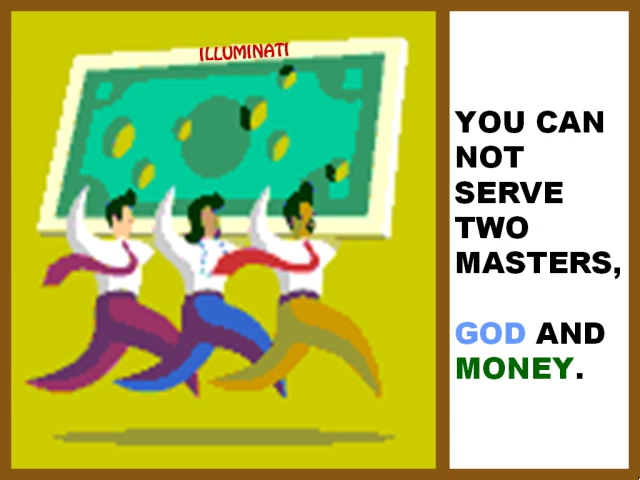 ILLUMINATI
YOU CAN
NOT
SERVE
TWO
MASTERS,
GOD AND
MONEY.